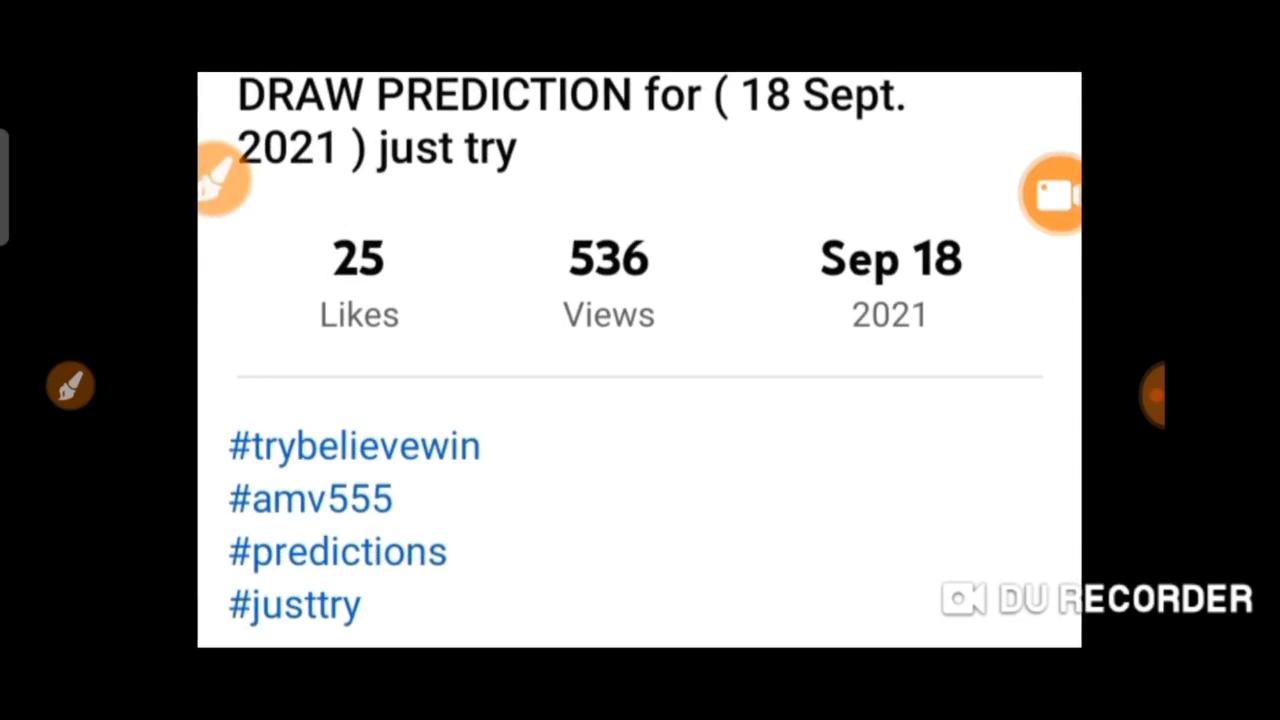 DRAW PREDICTION for ( 18 Sept.
2021 ) just try
25 536 Sep 18
Likes Views 2021
#trybelievewin
#amv555
#predictions
#justtry
DU RECORDER